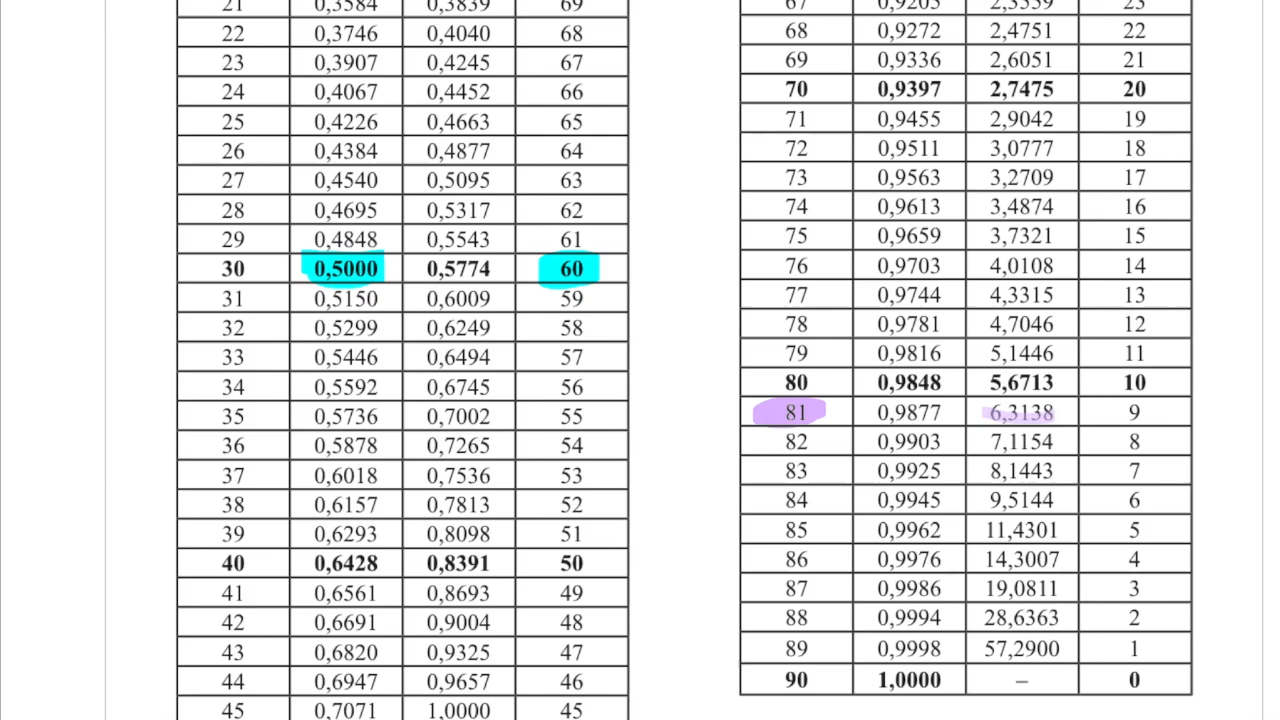 21 0,3584 0,3839 69
22 0,3746 0,4040 68
23 0,3907 0,4245 67
24 0,4067 0,4452 66
25 0,4226 0,4663 65
26 0,4384 0,4877 64
27 0,4540 0,5095 63
28 0,4695 0,5317 62
29 0,4848 0,5543 61
30 0,5000 0,5774 60
31 0,5150 0,6009 59
32 0,5299 0,6249 58
33 0,5446 0,6494 57
34 0,5592 0,6745 56
35 0,5736 0,7002 55
36 0,5878 0,7265 54
37 0,6018 0,7536 53
38 0,6157 0,7813 52
39 0,6293 0,8098 51
40 0,6428 0,8391 50
41 0,6561 0,8693 49
42 0,6691 0,9004 48
43 0,6820 0,9325 47
44 0,6947 0,9657 46
45 0,7071 1,0000 45
67 0,9205 2,3559 23
68 0,9272 2,4751 22
69 0,9336 2,6051 21
70 0,9397 2,7475 20
71 0,9455 2,9042 19
72 0,9511 3,0777 18
73 0,9563 3,2709 17
74 0,9613 3,4874 16
75 0,9659 3,7321 15
76 0,9703 4,0108 14
77 0,9744 4,3315 13
78 0,9781 4,7046 12
79 0,9816 5,1446 11
80 0,9848 5,6713 10
81 0,9877 6,3138 9
82 0,9903 7,1154 8
83 0,9925 8,1443 7
84 0,9945 9,5144 6
85 0,9962 11,4301 5
86 0,9976 14,3007 4
87 0,9986 19,0811 3
88 0,9994 28,6363 2
89 0,9998 57,2900 1
90 1,0000 – 0